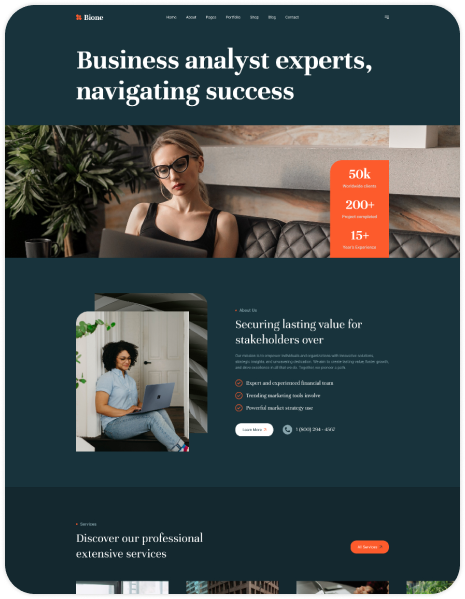 Bione
Home About Pages Portfolio Shop Blog Contact
Business analyst experts,
navigating success
50k
Worldwide clients
200+
Project completed
15+
Years Experience
About Us
Securing lasting value for
stakeholders over
Expert and experienced financial team
Trending marketing tools involve
Powerful market strategy use
Learn More
1 (800) 294 - 4567
Services
Discover our professional
extensive services
All Services